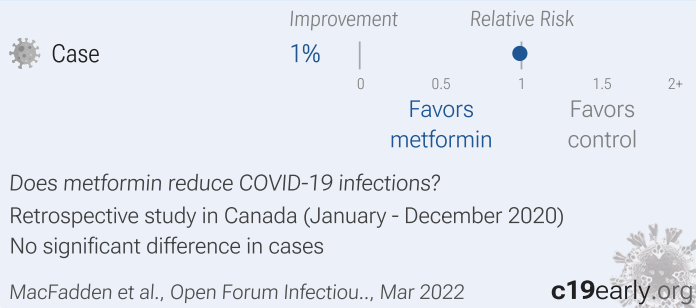 Improvement Relative Risk
Case 1%
0 0.5 1 1.5 2+
Favors Favors
metformin control
Does metformin reduce COVID-19 infections?
Retrospective study in Canada (January - December 2020)
No significant difference in cases
MacFadden et al., Open Forum Infectiou.., Mar 2022 c19early.org